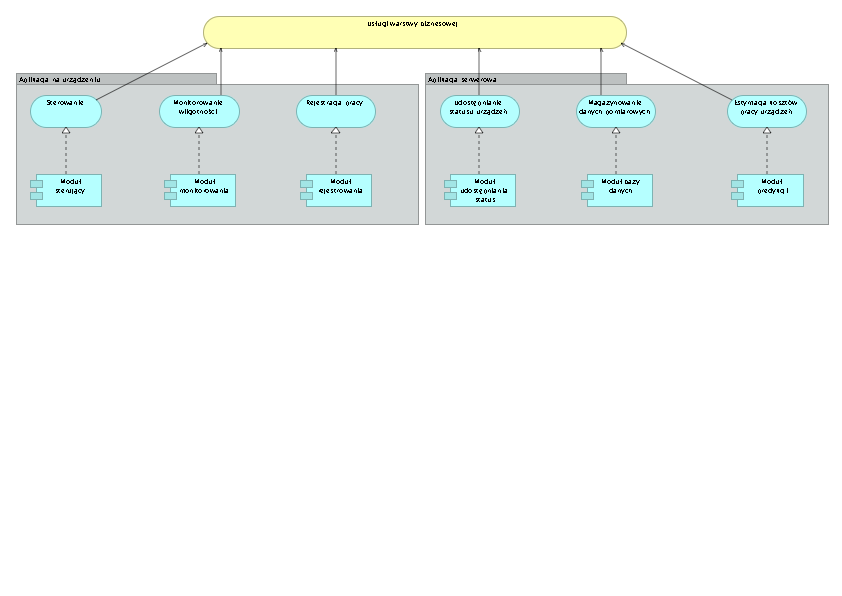 Usługi warstwy biznesowej
Aplikacja na urządzeniu
Aplikacja serwerowa
Sterowanie
Monitorowanie
wilgotności
Rejestracja pracy
Udostępnianie
statusu urządzeń
Magazynowanie
danych pomiarowych
Estymacja kosztów
pracy urządzeń
Moduł
sterujący
Moduł
monitorowania
Moduł
rejestrowania
Moduł
udostępniania
status
Moduł bazy
danych
Moduł
predykcji